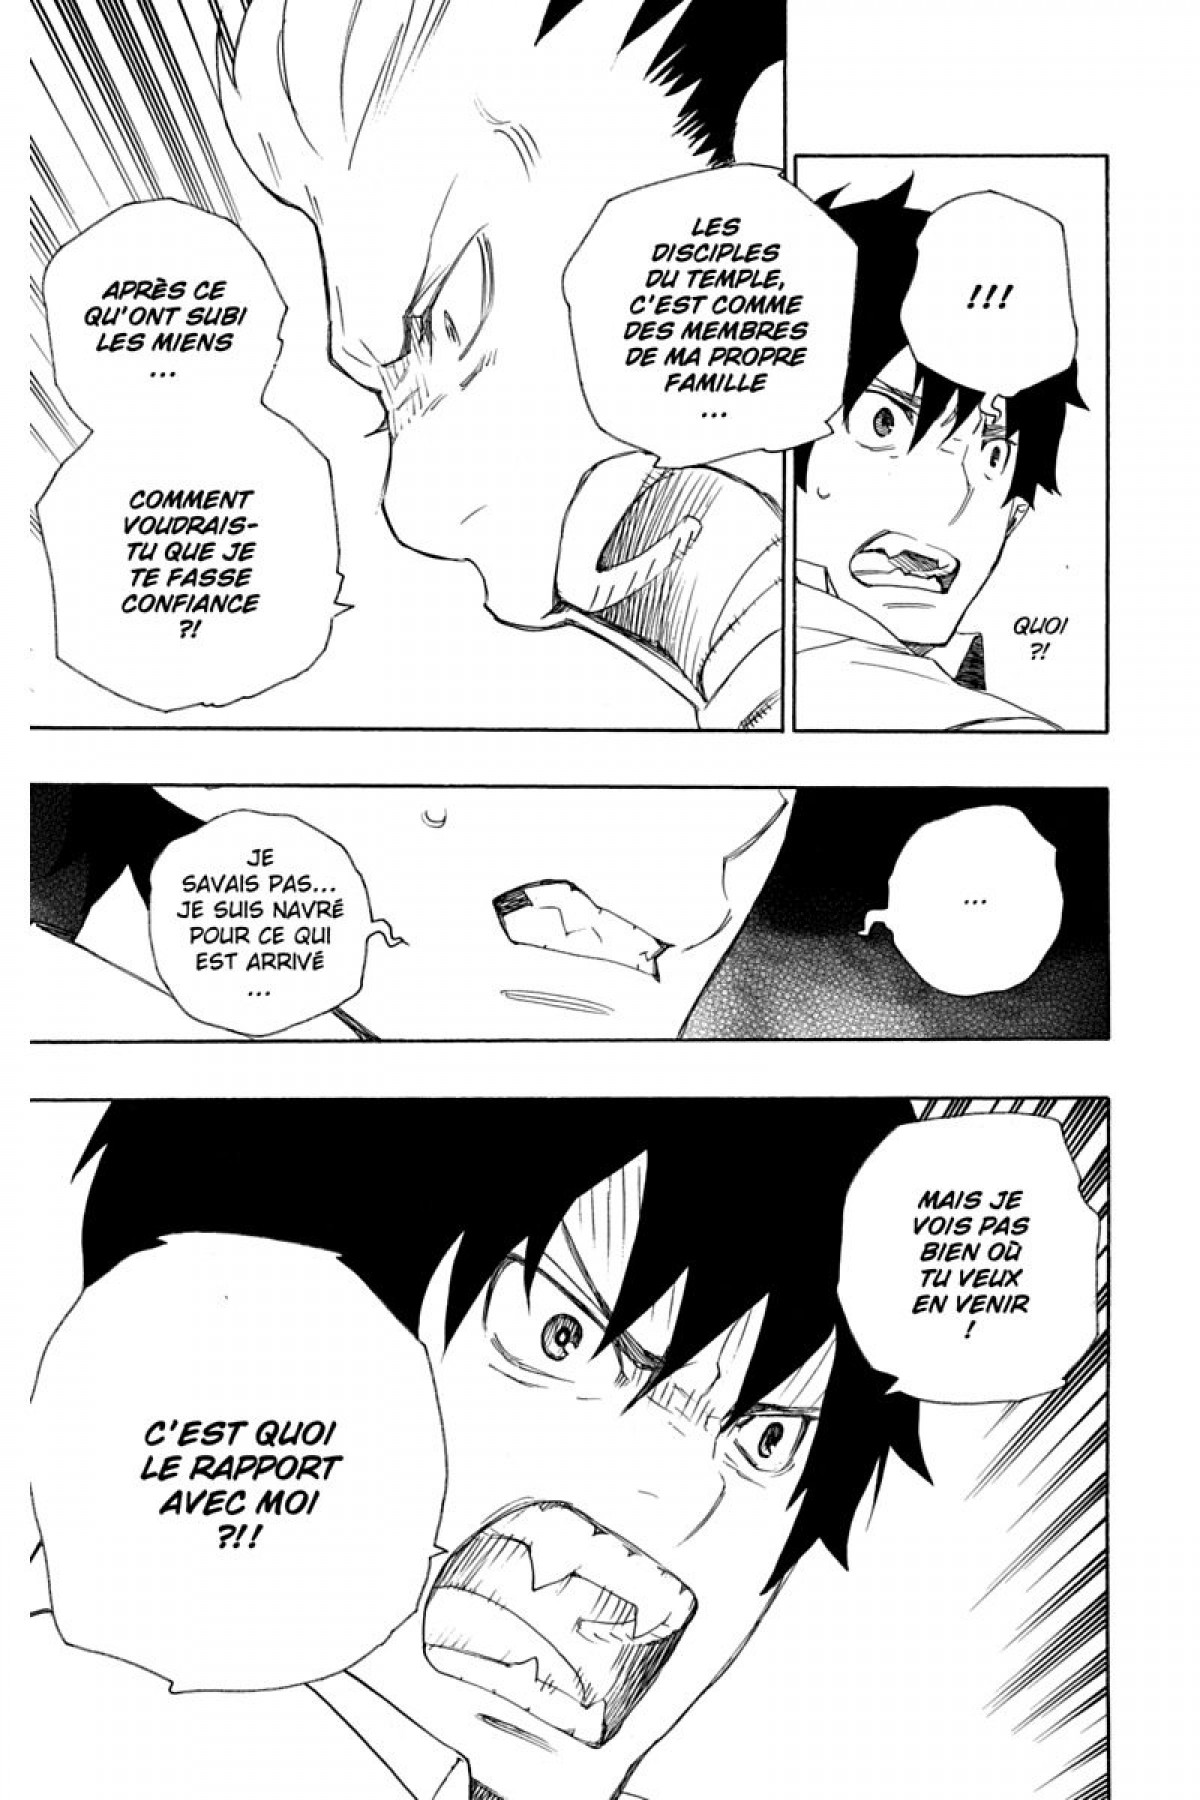 !!!
QUOI
?!
LES
DISCIPLES
DU TEMPLE,
C'EST COMME
DES MEMBRES
DE MA PROPRE
FAMILLE
...
APRÈS CE
QU'ONT SUBI
LES MIENS
...
COMMENT
VOUDRAIS-
TU QUE JE
TE FASSE
CONFIANCE
?!
...
JE
SAVAIS PAS...
JE SUIS NAVRÉ
POUR CE QUI
EST ARRIVÉ
...
MAIS JE
VOIS PAS
BIEN OÙ
TU VEUX
EN VENIR
!
C'EST QUOI
LE RAPPORT
AVEC MOI
?!!